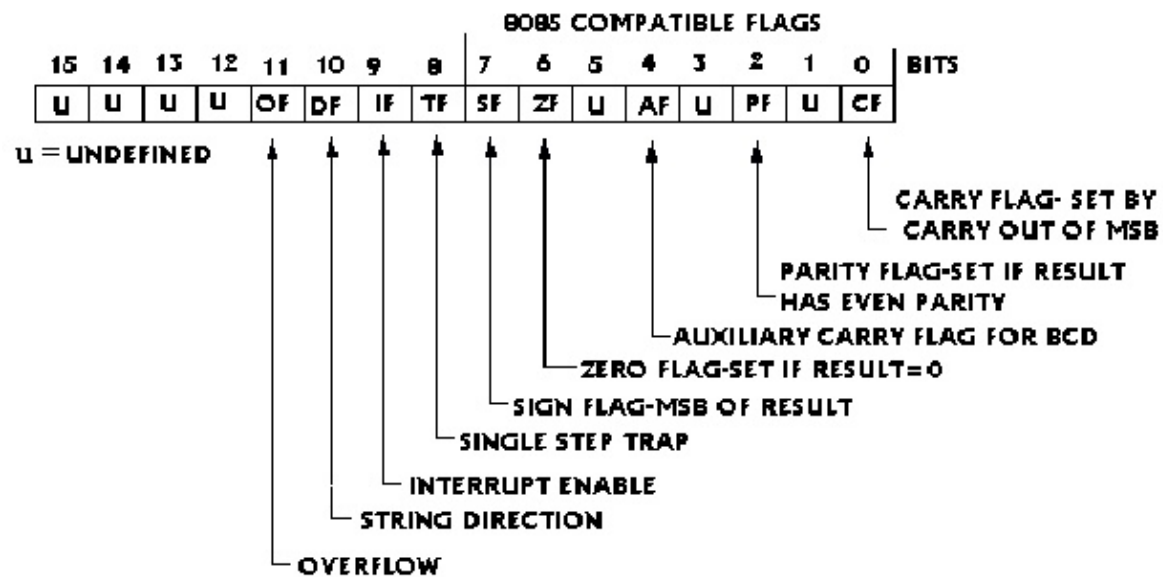 8085 COMPATIBLE FLAGS
15 14 13 12 11 10 9 8 7 6 5 4 3 2 1 0 BITS
U U U U OF DF IF TF SF ZF U AF U PF U CF
u = UNDEFINED
CARRY FLAG- SET BY
CARRY OUT OF MSB
PARITY FLAG-SET IF RESULT
HAS EVEN PARITY
AUXILIARY CARRY FLAG FOR BCD
ZERO FLAG-SET IF RESULT=0
SIGN FLAG-MSB OF RESULT
SINGLE STEP TRAP
INTERRUPT ENABLE
STRING DIRECTION
OVERFLOW